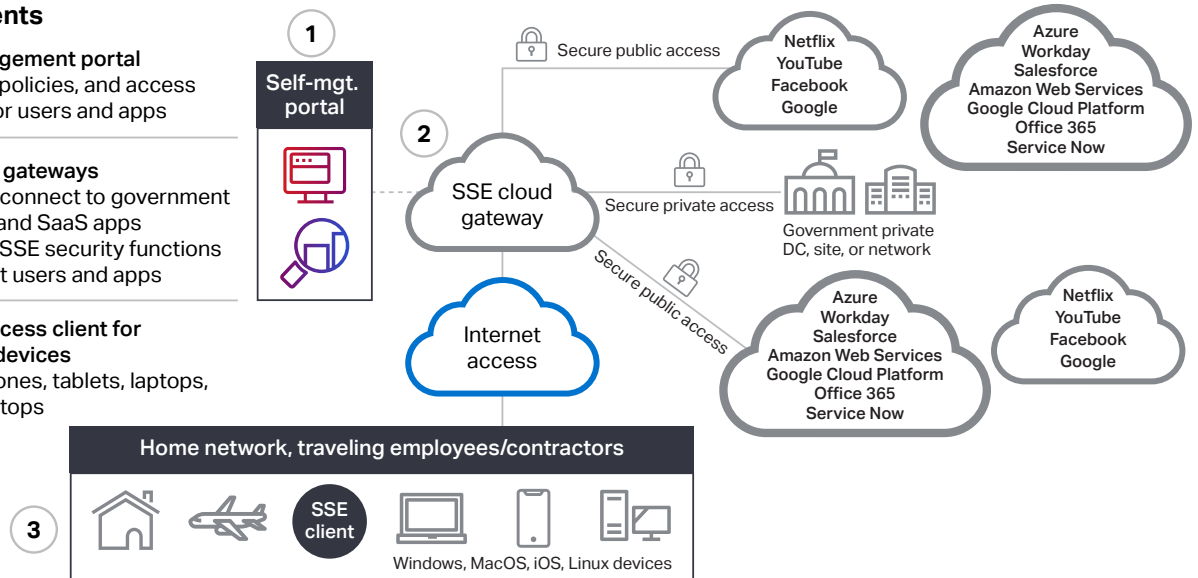 ents
agement portal
policies, and access
or users and apps
gateways
connect to government
and SaaS apps
SSE security functions
t users and apps
ccess client for
devices
ones, tablets, laptops,
tops
1
Self-mgt.
portal
2
SSE cloud
gateway
Internet
access
Secure public access
Netflix
YouTube
Facebook
Google
Azure
Workday
Salesforce
Amazon Web Services
Google Cloud Platform
Office 365
Service Now
Secure private access
Government private
DC, site, or network
Secure public access
Azure
Workday
Salesforce
Amazon Web Services
Google Cloud Platform
Office 365
Service Now
Netflix
YouTube
Facebook
Google
Home network, traveling employees/contractors
3
SSE
client
Windows, MacOS, iOS, Linux devices